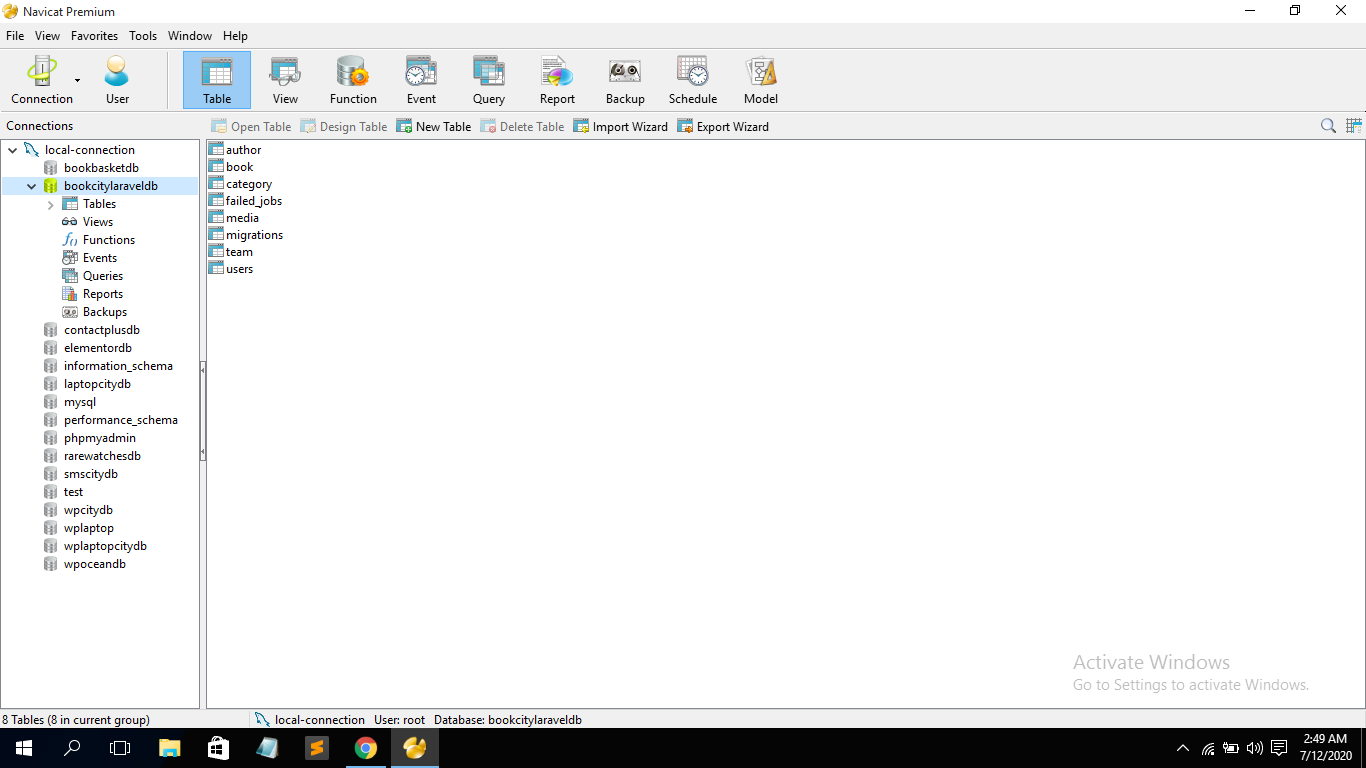 Navicat Premium
File View Favorites Tools Window Help
Connection User Table View Function Event Query Report Backup Schedule Model
Connections
Open Table Design Table New Table Delete Table Import Wizard Export Wizard
local-connection
bookbasketdb
bookcitylaraveldb
Tables
Views
Functions
Events
Queries
Reports
Backups
contactplusdb
elementordb
information_schema
laptopcitydb
mysql
performance_schema
phpmyadmin
rarewatchesdb
smscitydb
test
wpcitydb
wplaptop
wplaptopcitydb
wpoceandb
author
book
category
failed_jobs
media
migrations
team
users
Activate Windows
Go to Settings to activate Windows.
8 Tables (8 in current group) local-connection User: root Database: bookcitylaraveldb
2:49 AM
7/12/2020